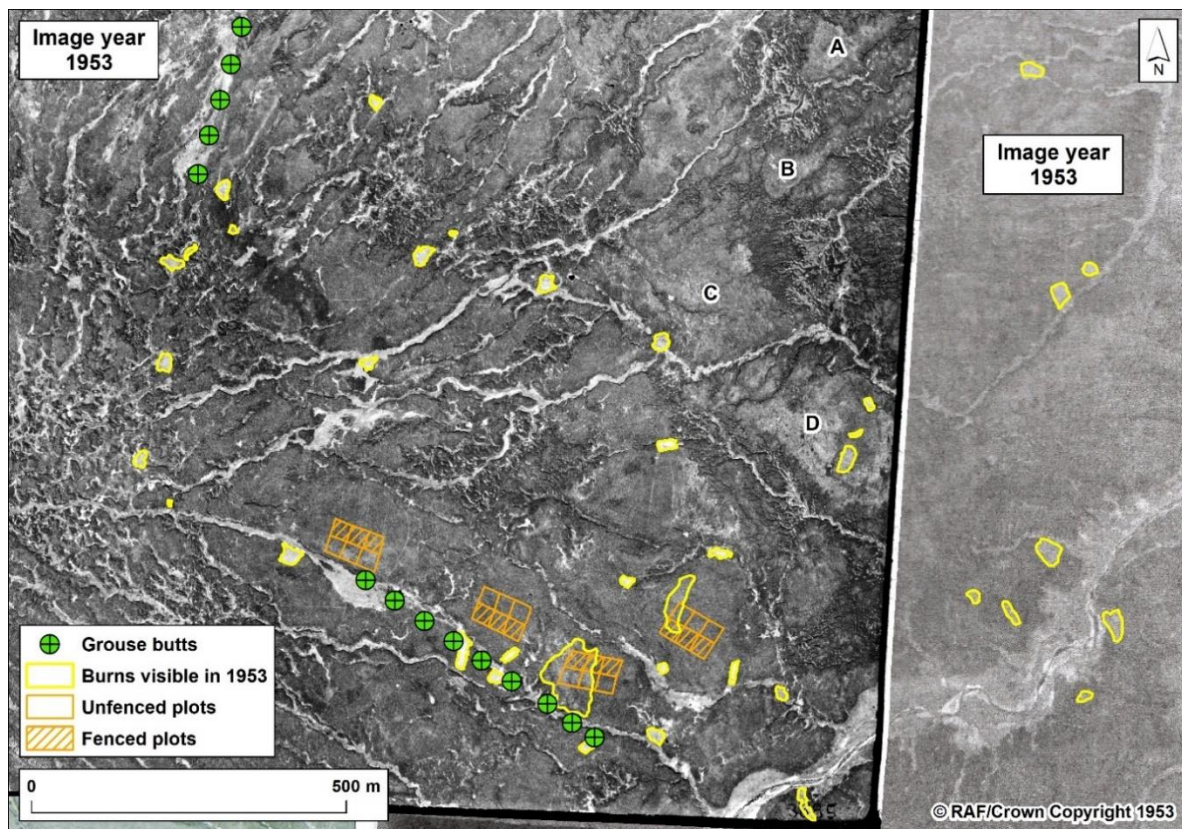 Image year
1953
A
B
C
D
Image year
1953
N
Grouse butts
Burns visible in 1953
Unfenced plots
Fenced plots
0 500 m
© RAF/Crown Copyright 1953